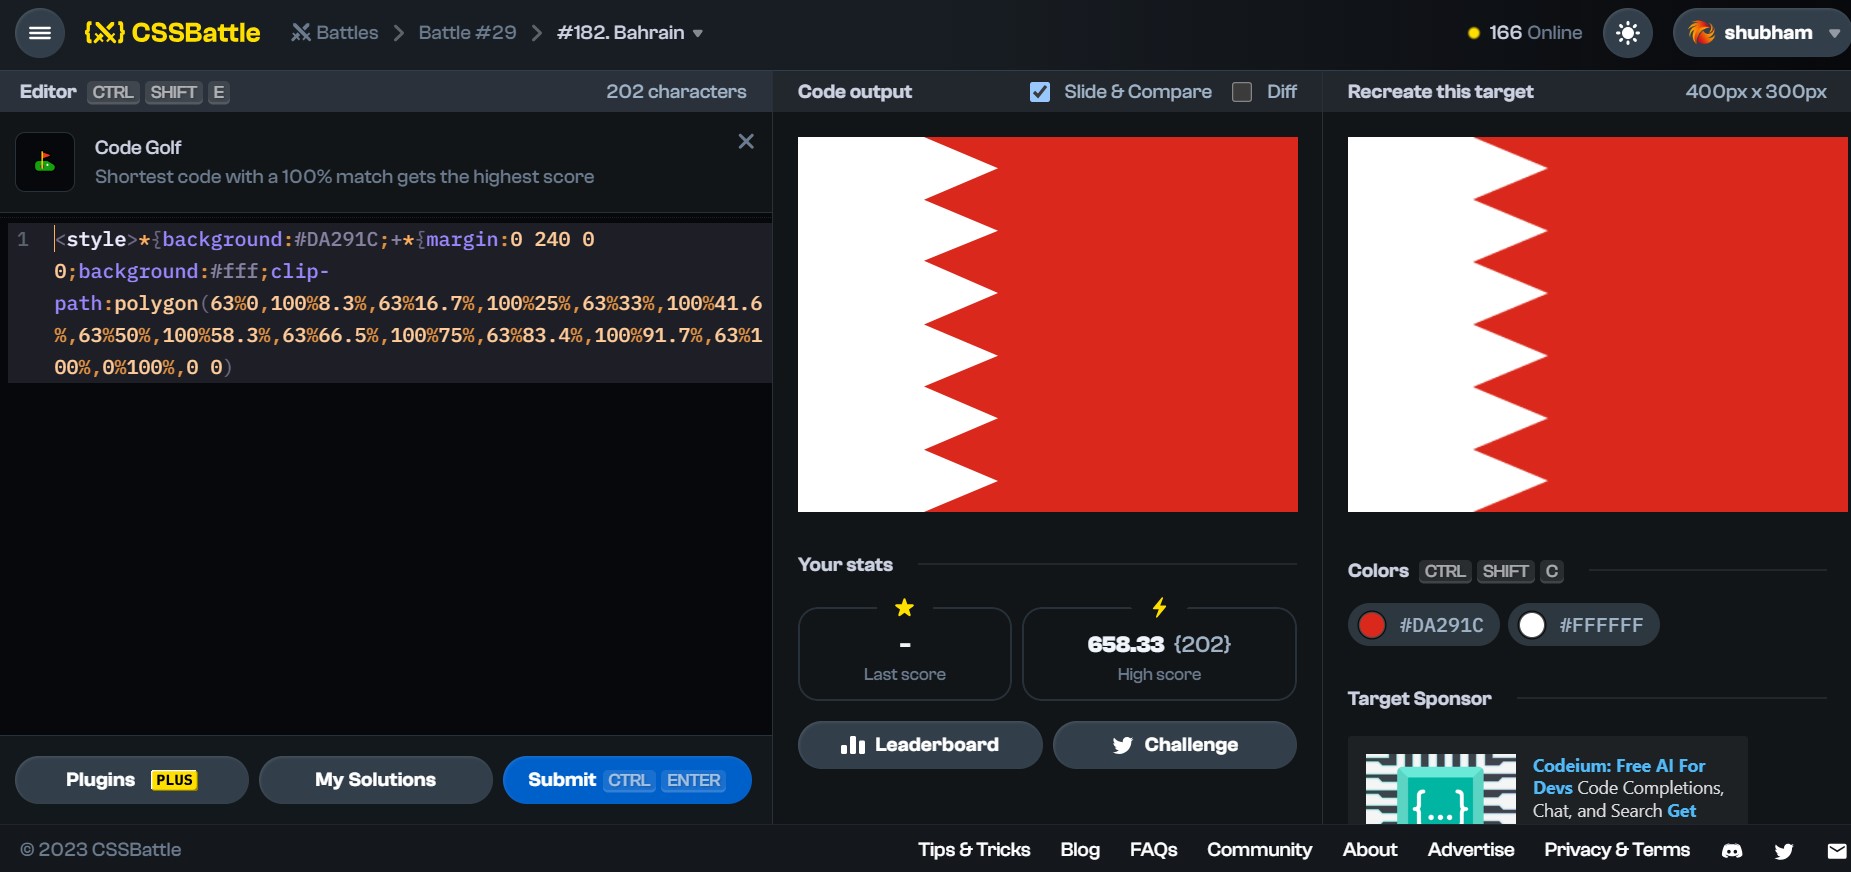 {X} CSSBattle
Battles > Battle #29 > #182. Bahrain
166 Online
shubham
Editor CTRL SHIFT E
202 characters
Code Golf
Shortest code with a 100% match gets the highest score
1 <style>*{background:#DA291C;+*{margin:0 240 0
0;background:#fff;clip-
path:polygon(63%0,100%8.3%,63%16.7%,100%25%,63%33%,100%41.6
%,63%50%,100%58.3%,63%66.5%,100%75%,63%83.4%,100%91.7%,63%1
00%,0%100%,0 0)
Plugins PLUS
My Solutions
Submit CTRL ENTER
Code output
Slide & Compare
Diff
Your stats
-
Last score
658.33 {202}
High score
Leaderboard
Challenge
Recreate this target
400px x 300px
Colors CTRL SHIFT C
#DA291C
#FFFFFF
Target Sponsor
{...}
Codeium: Free AI For
Devs Code Completions,
Chat, and Search Get
© 2023 CSSBattle
Tips & Tricks
Blog
FAQs
Community
About
Advertise
Privacy & Terms